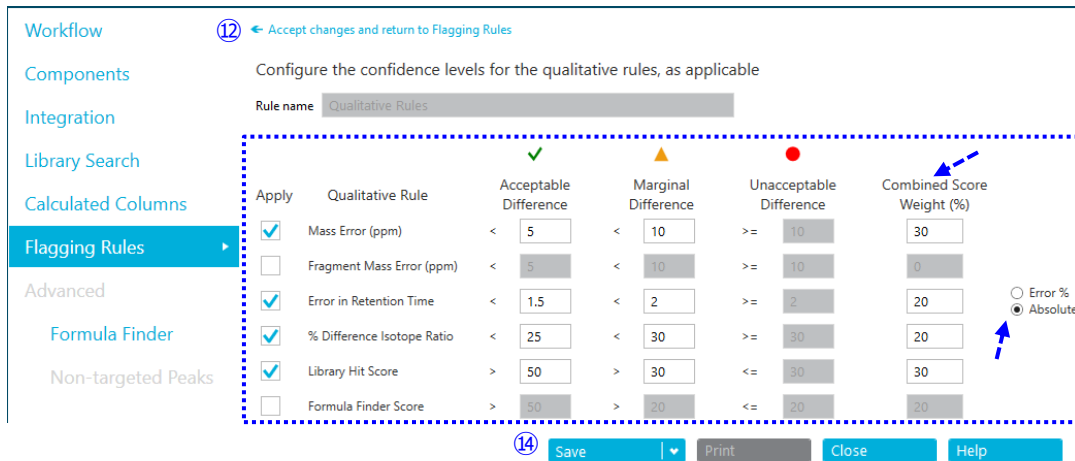 Workflow
Components
Integration
Library Search
Calculated Columns
Flagging Rules
Advanced
Formula Finder
Non-targeted Peaks
⑫ Accept changes and return to Flagging Rules
Configure the confidence levels for the qualitative rules, as applicable
Rule name Qualitative Rules
Apply Qualitative Rule Acceptable Difference Marginal Difference Unacceptable Difference Combined Score Weight (%)
Mass Error (ppm) < 5 < 10 >= 10 30
Fragment Mass Error (ppm) < 5 < 10 >= 10 0
Error in Retention Time < 1.5 < 2 >= 2 20 Error %
Absolute
% Difference Isotope Ratio < 25 < 30 >= 30 20
Library Hit Score > 50 > 30 <= 30 30
Formula Finder Score > 50 > 20 <= 20 20
⑭ Save Print Close Help